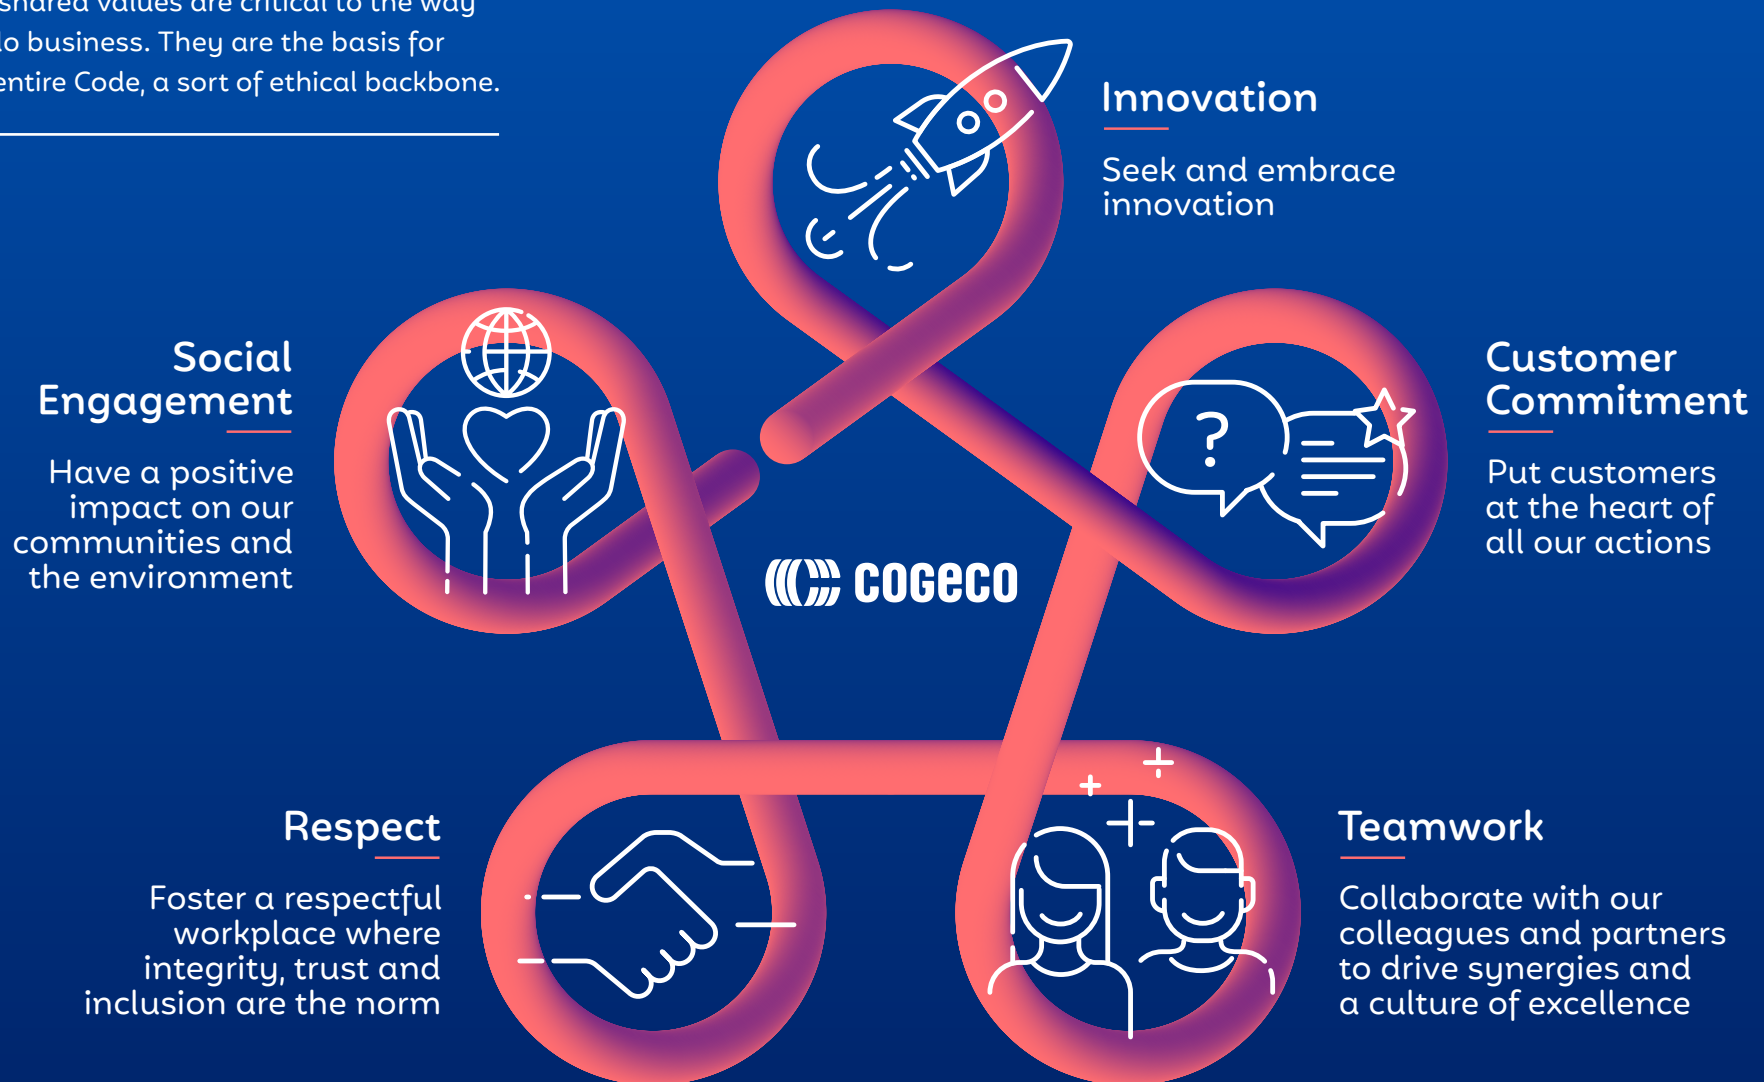 shared values are critical to the way
do business. They are the basis for
entire Code, a sort of ethical backbone.
Innovation
Seek and embrace
innovation
Social
Engagement
Have a positive
impact on our
communities and
the environment
Customer
Commitment
Put customers
at the heart of
all our actions
?
COGECO
Respect
Foster a respectful
workplace where
integrity, trust and
inclusion are the norm
Teamwork
Collaborate with our
colleagues and partners
to drive synergies and
a culture of excellence